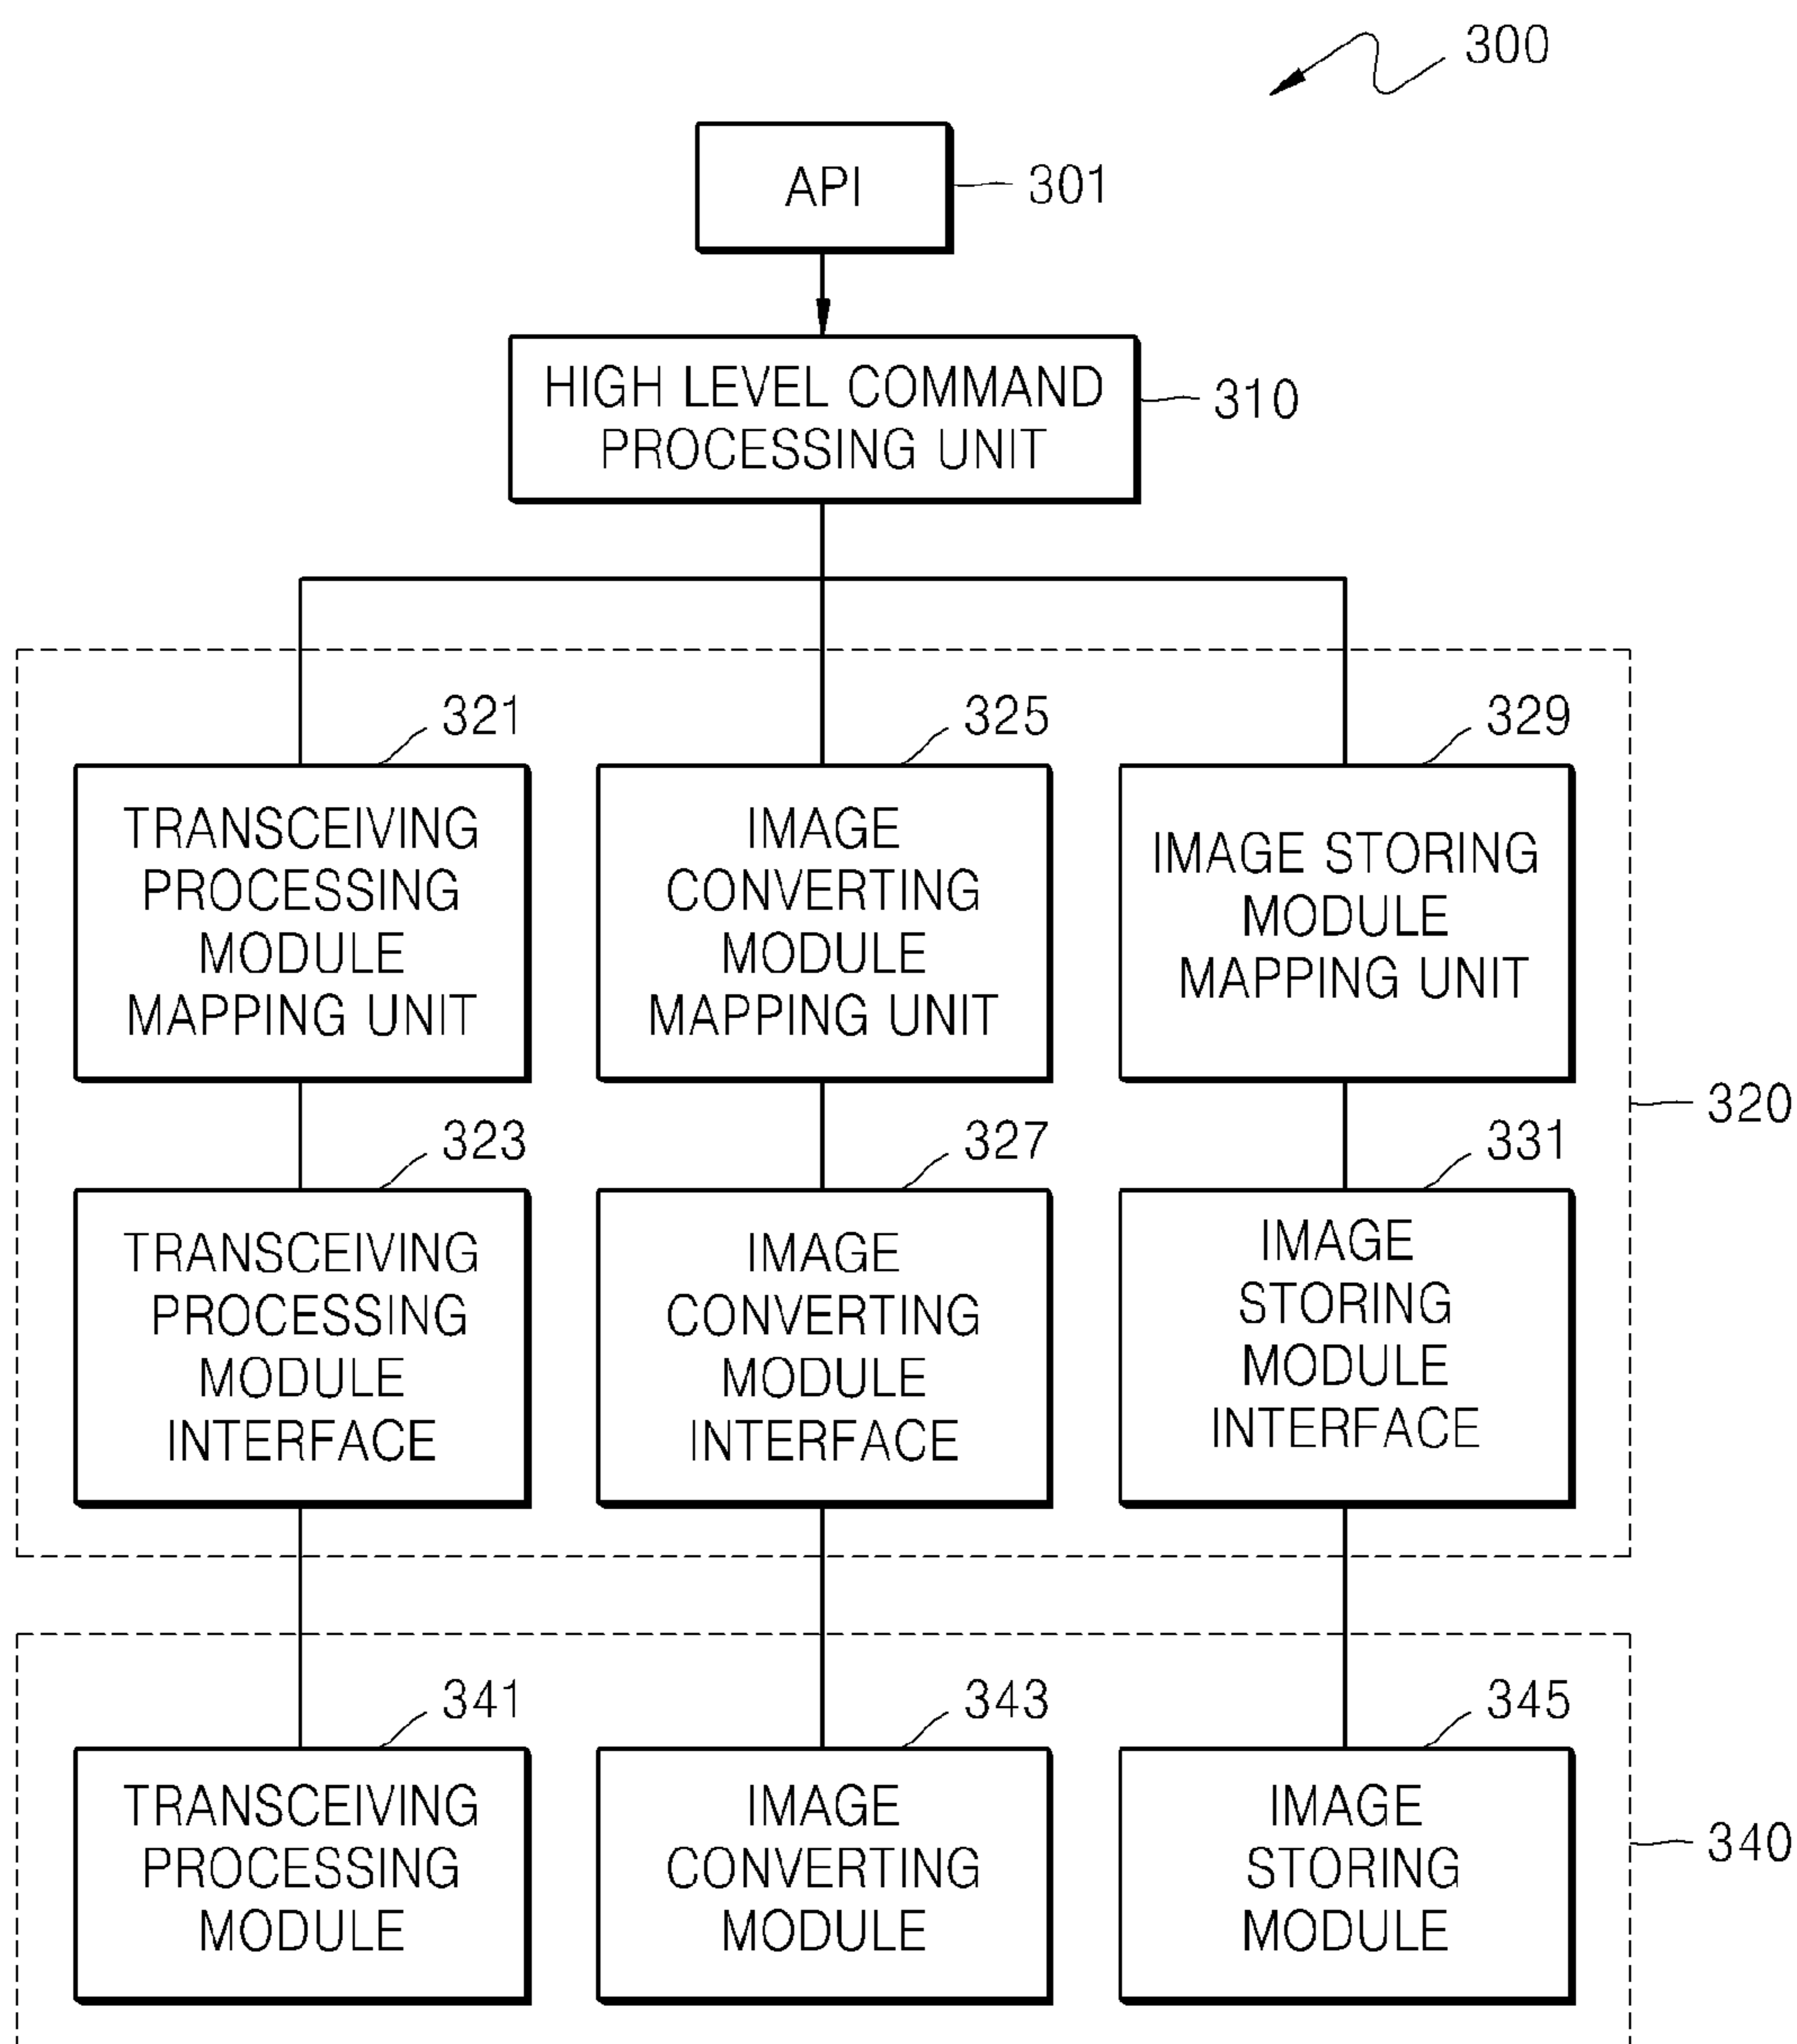 300
API
301
HIGH LEVEL COMMAND
PROCESSING UNIT
310
321
TRANSCEIVING
PROCESSING
MODULE
MAPPING UNIT
325
IMAGE
CONVERTING
MODULE
MAPPING UNIT
329
IMAGE STORING
MODULE
MAPPING UNIT
320
323
TRANSCEIVING
PROCESSING
MODULE
INTERFACE
327
IMAGE
CONVERTING
MODULE
INTERFACE
331
IMAGE
STORING
MODULE
INTERFACE
341
TRANSCEIVING
PROCESSING
MODULE
343
IMAGE
CONVERTING
MODULE
345
IMAGE
STORING
MODULE
340